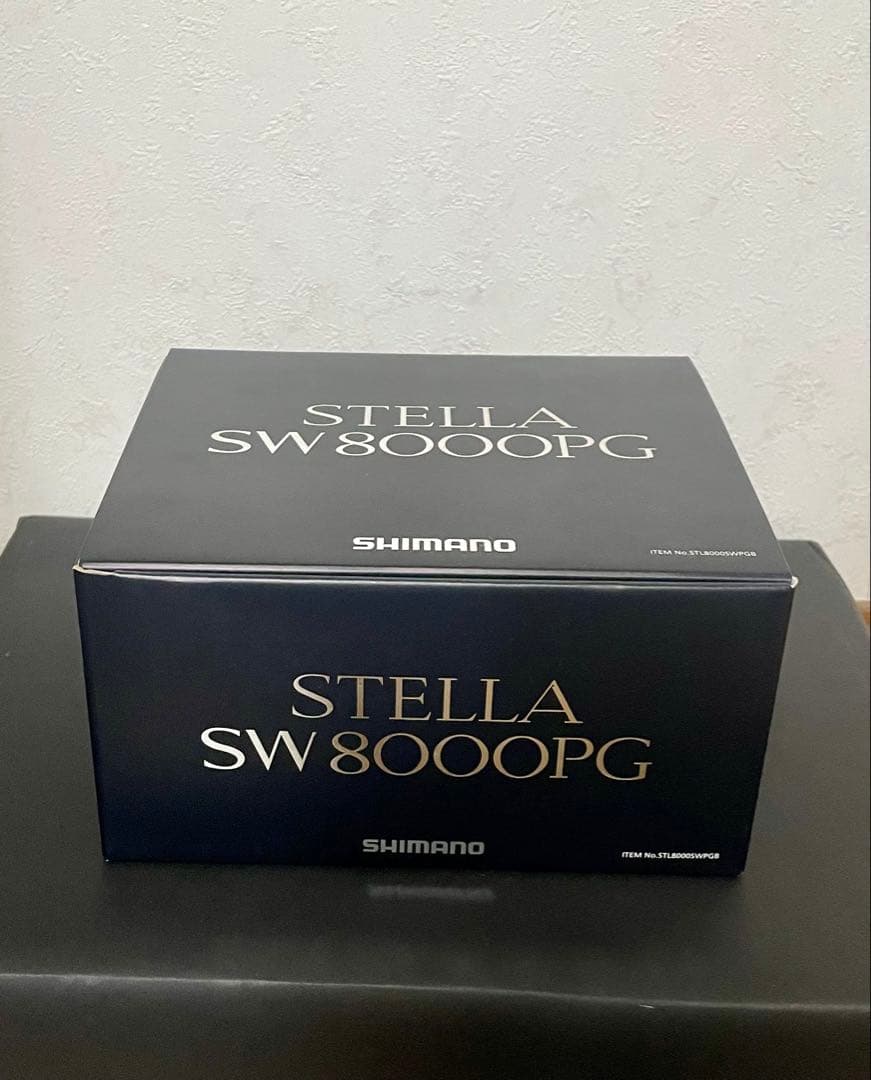 STELLA
SW 8000PG
SHIMANO
ITEM No.STL8000SWPGB
STELLA
SW 8000PG
SHIMANO
ITEM No.STL8000SWPGB